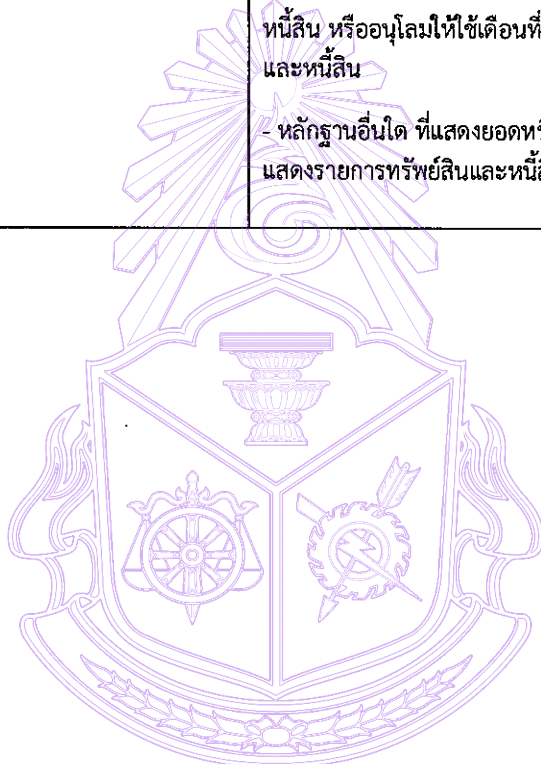 หนี้สิน หรืออนุโลมให้ใช้เดือนที่
และหนี้สิน
- หลักฐานอื่นใด ที่แสดงยอดหนี้
แสดงรายการทรัพย์สินและหนี้สิ